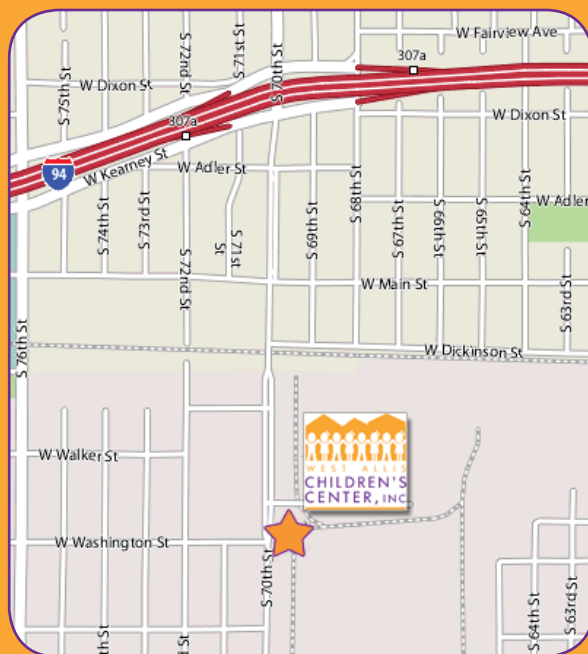 W Fairview Ave
S 71st St
S 72nd St
S 70th St
307a
S 75th St
W Dixon St
W Dixon St
307a
W Kearney St
W Adler St
94
S 68th St
S 64th St
W Adler
S 74th St
S 73rd St
S 71st
St
S 69th St
S 67th St
S 66th St
S 65th St
S 72nd St
W Main St
S 63rd St
S 76th St
W Dickinson St
WEST ALLIS
CHILDREN'S
CENTER, INC
W Walker St
W Washington St
S 70th St
S 64th St
S 63rd St
th St
d St